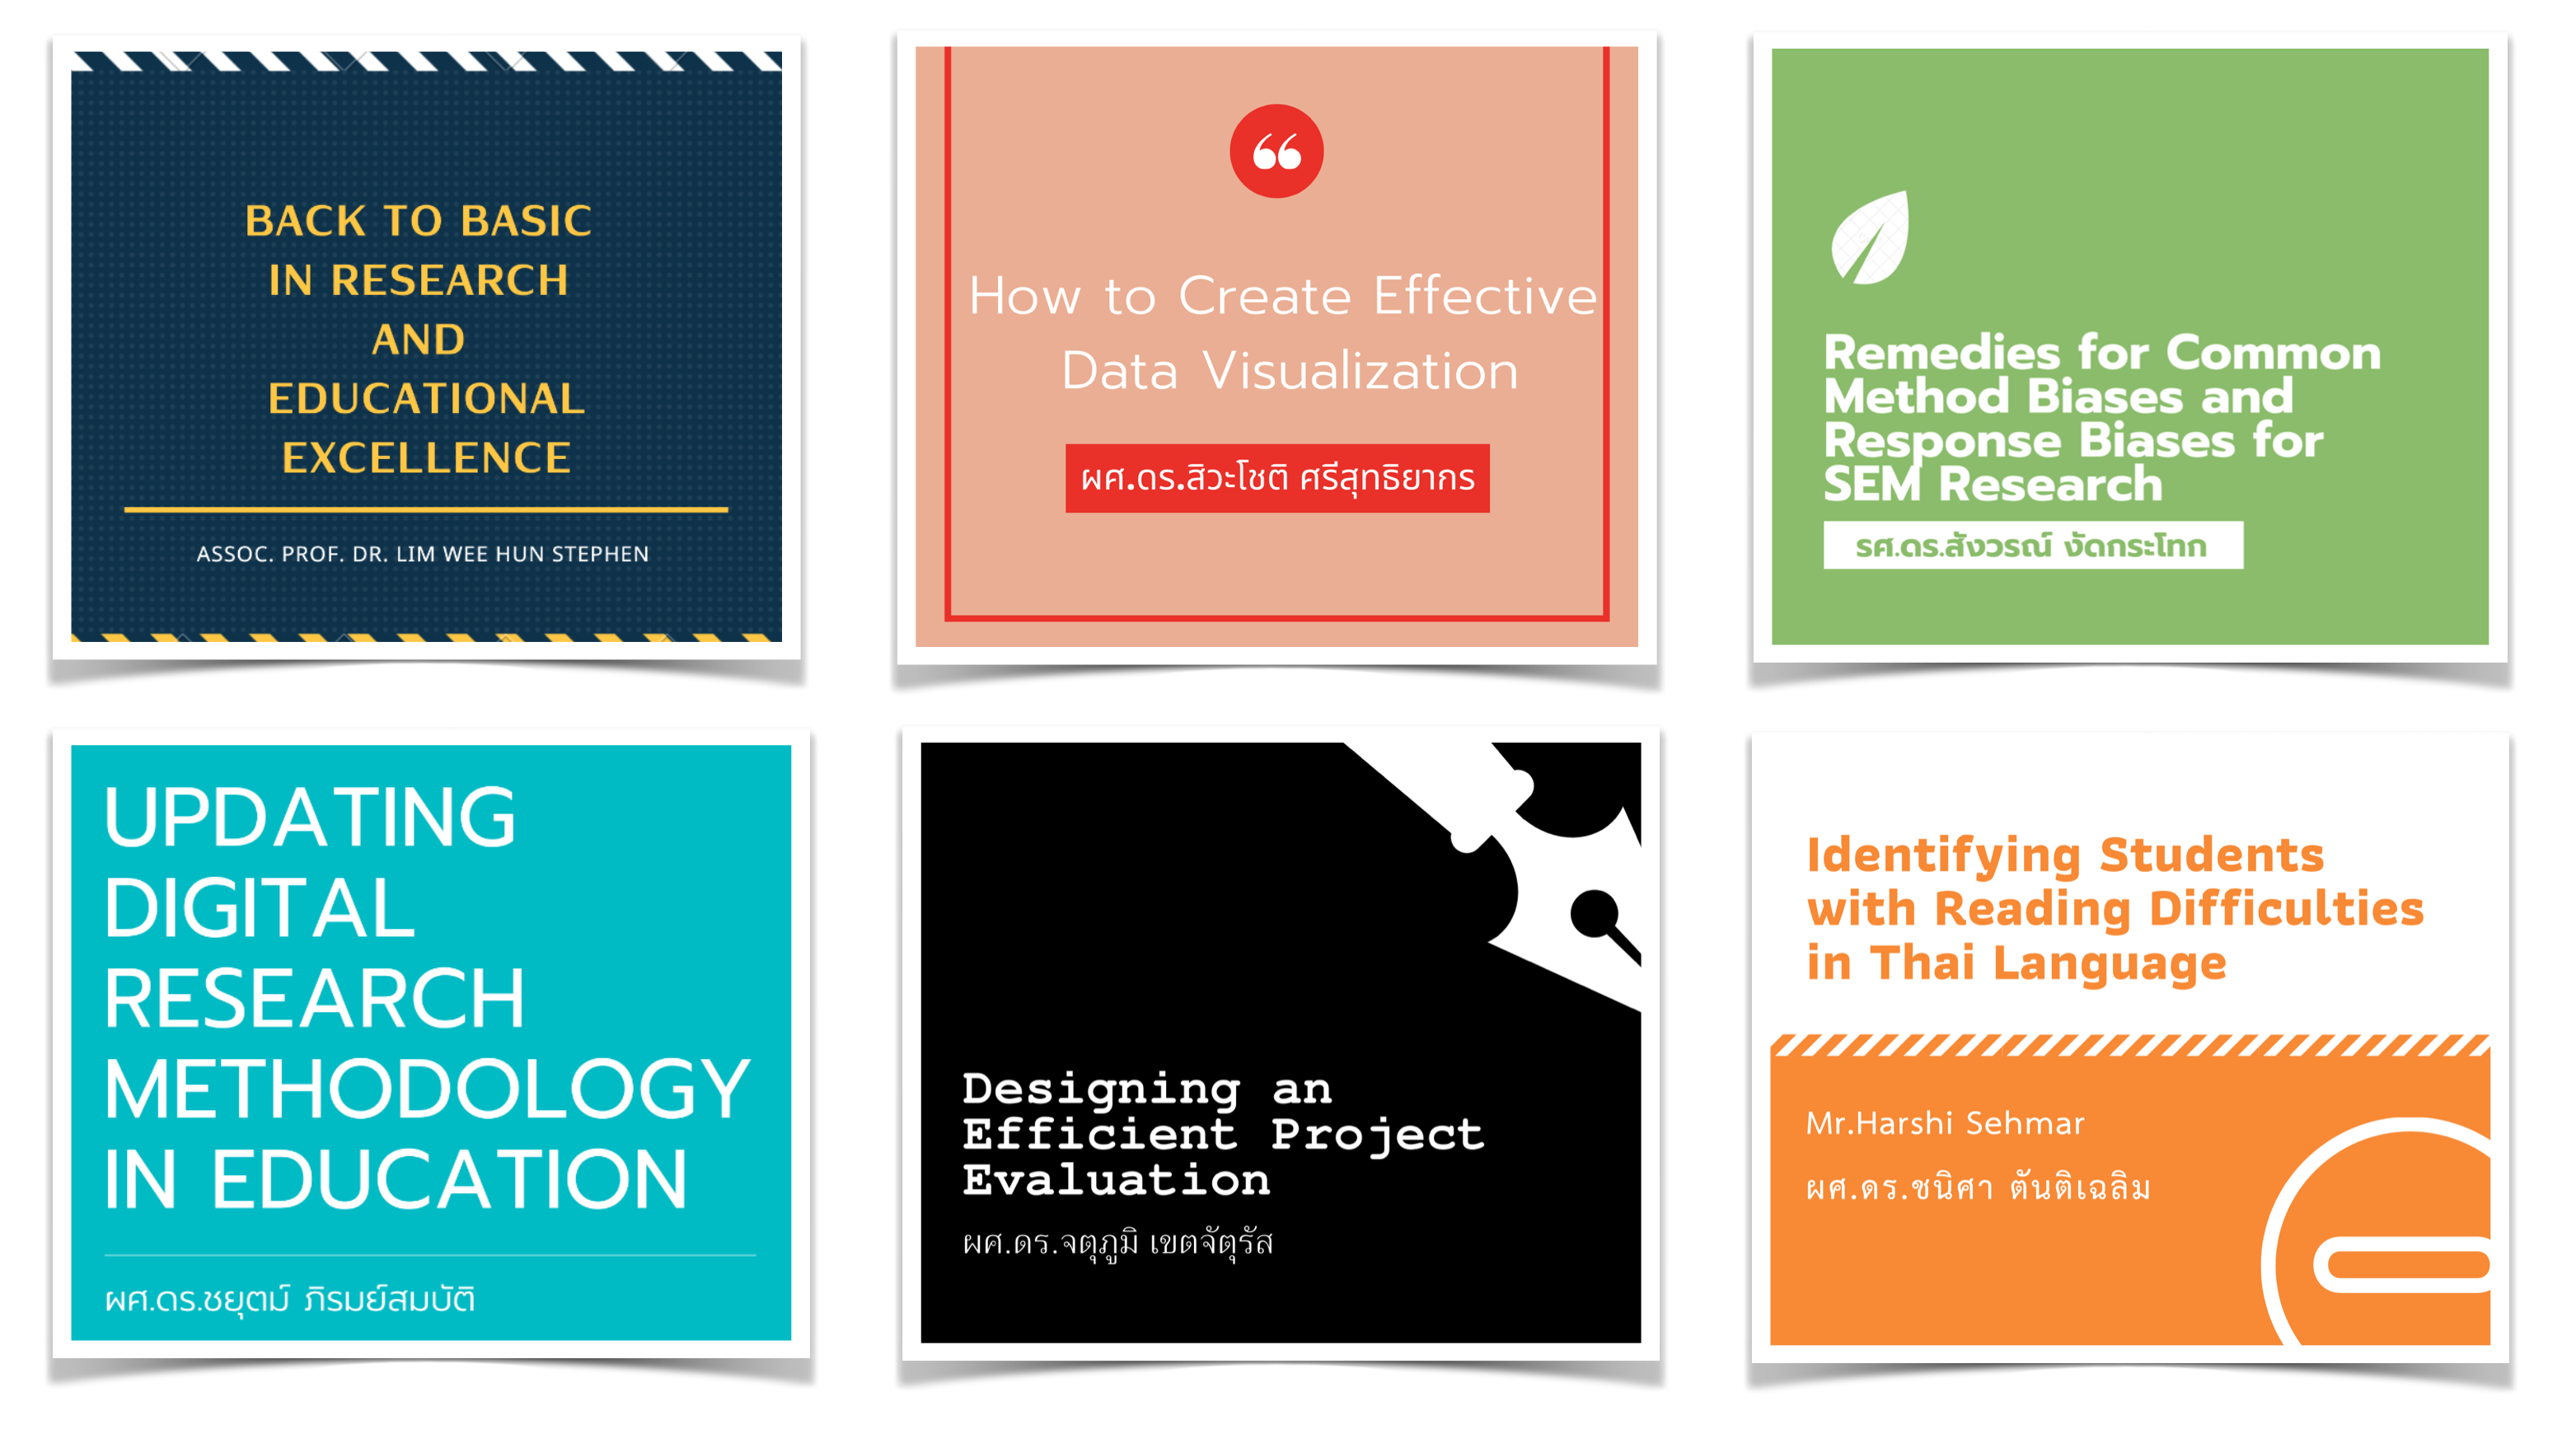 BACK TO BASIC
IN RESEARCH
AND
EDUCATIONAL
EXCELLENCE
ASSOC. PROF. DR. LIM WEE HUN STEPHEN
How to Create Effective
Data Visualization
ผศ.ดร.สิวะโชติ ศรีสุทธิยากร
Remedies for Common
Method Biases and
Response Biases for
SEM Research
รศ.ดร.สังวรณ์ งัดกระโทก
UPDATING
DIGITAL
RESEARCH
METHODOLOGY
IN EDUCATION
ผศ.ดร.ชยุตม์ ภิรมย์สมบัติ
Designing an
Efficient Project
Evaluation
ผศ.ดร.จตุภูมิ เขตจัตุรัส
Identifying Students
with Reading Difficulties
in Thai Language
Mr.Harshi Sehmar
ผศ.ดร.ชนิศา ตันติเฉลิม